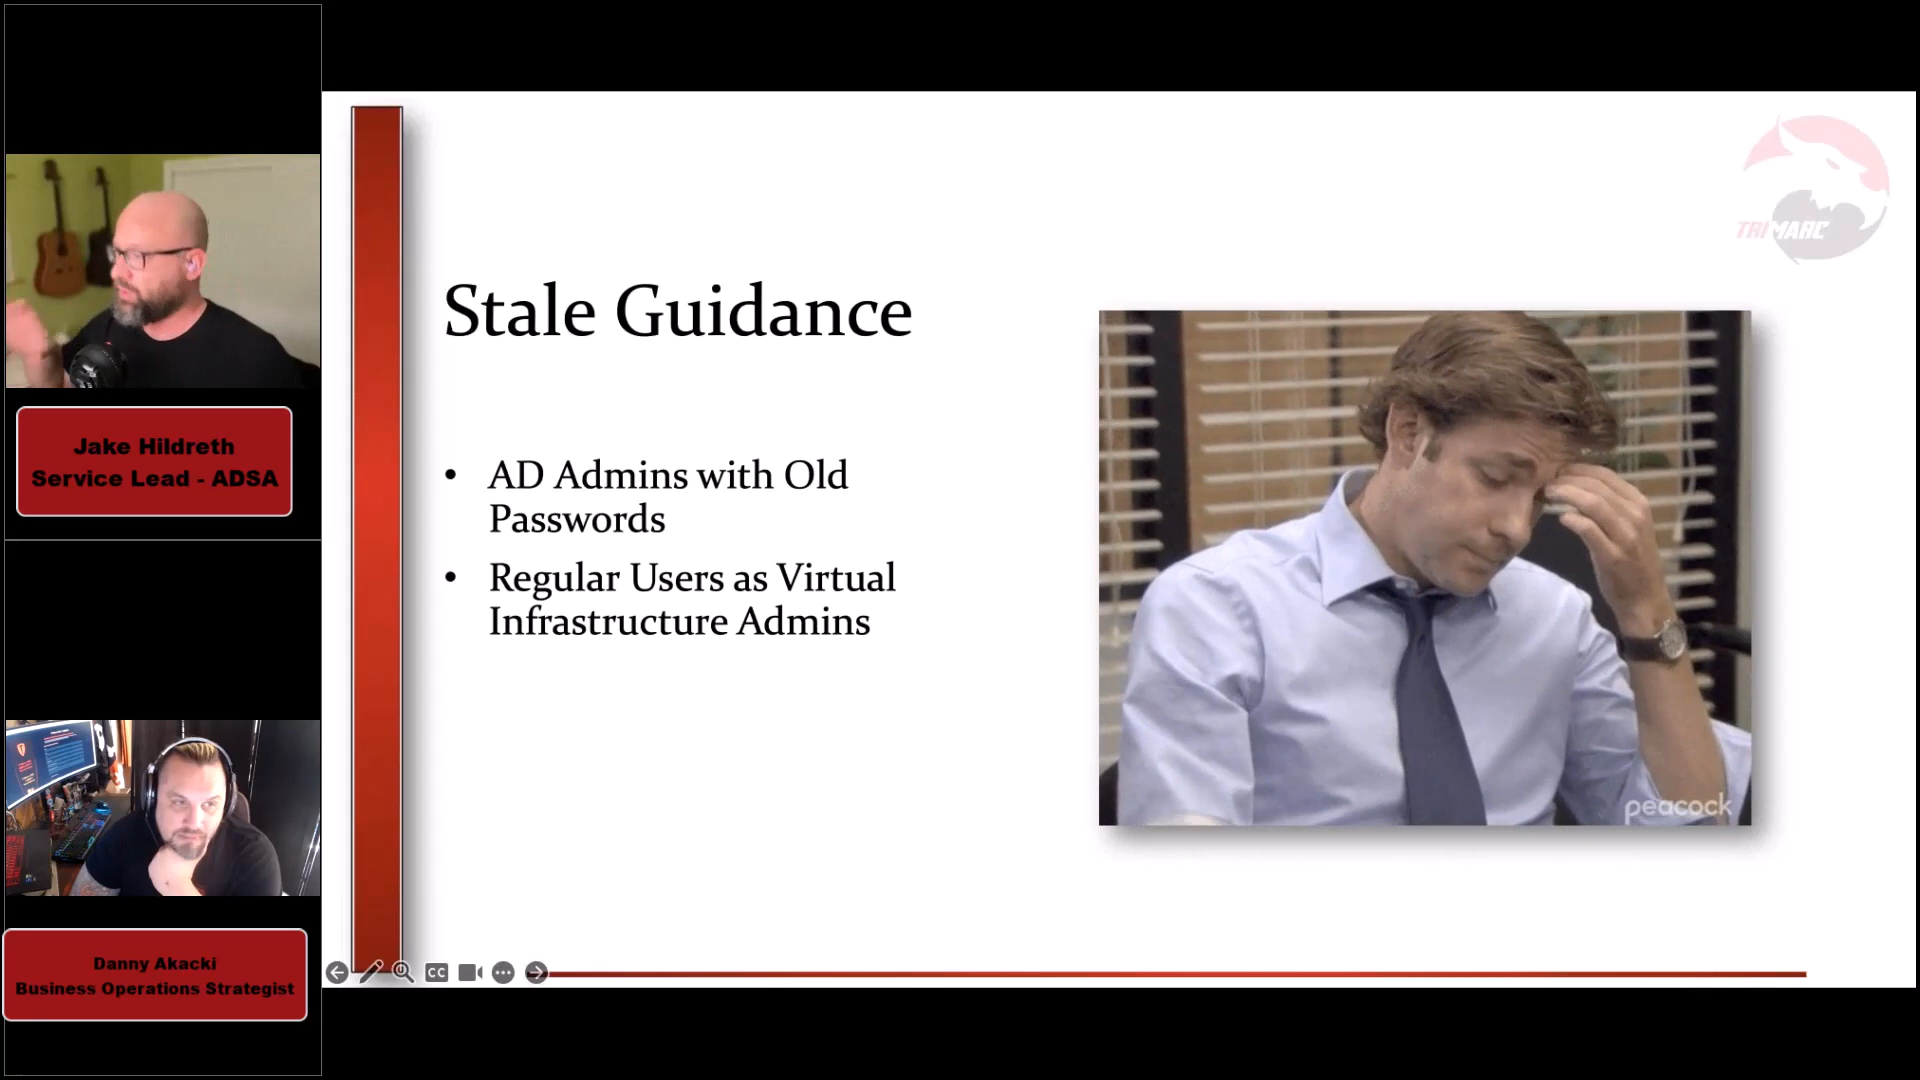 Jake Hildreth
Service Lead - ADSA
Danny Akacki
Business Operations Strategist
TRIMARC
Stale Guidance
• AD Admins with Old
Passwords
• Regular Users as Virtual
Infrastructure Admins
peacock
CC